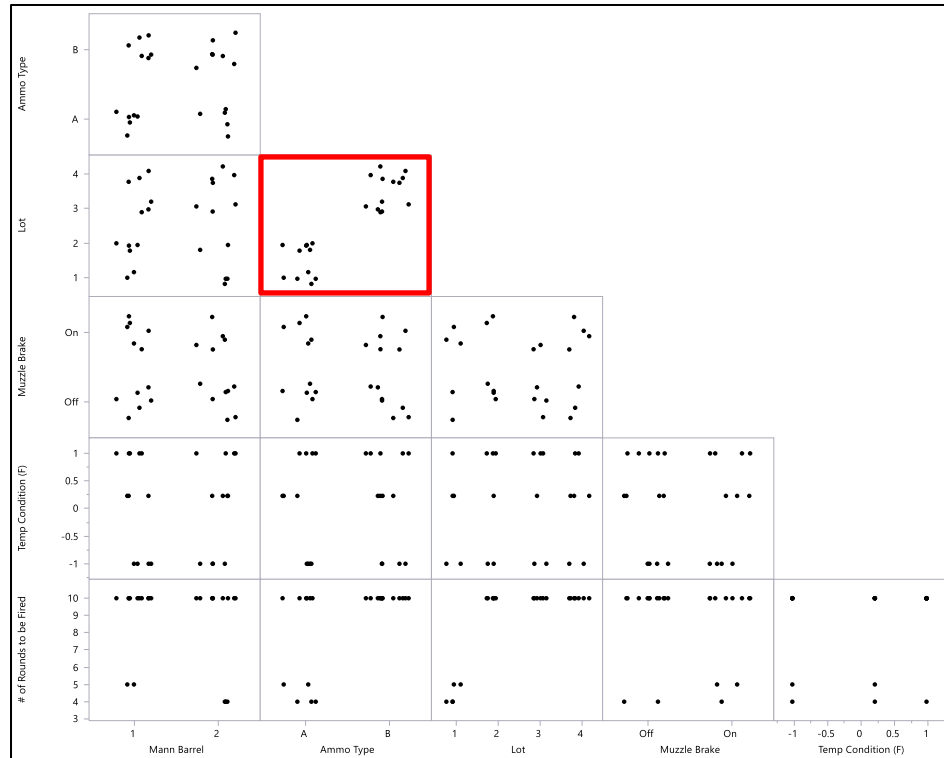 Ammo Type
B
A
Lot
4
3
2
1
Muzzle Brake
On
Off
Temp Condition (F)
1
0.5
0
-0.5
-1
# of Rounds to be Fired
10
9
8
7
6
5
4
3
1 2
Mann Barrel
A B
Ammo Type
1 2 3 4
Lot
Off On
Muzzle Brake
-1 -0.5 0 0.5 1
Temp Condition (F)